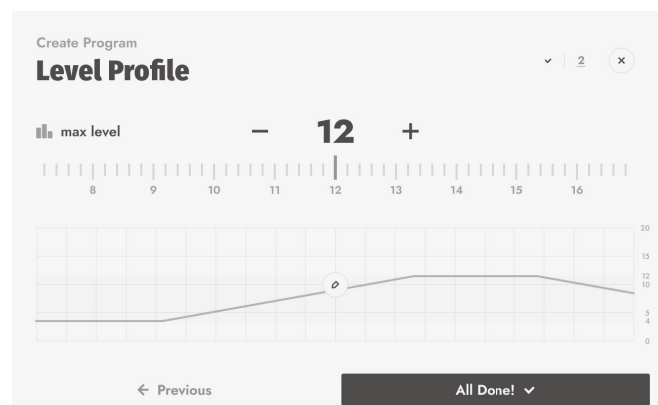 Create Program
Level Profile
2
max level
− 12 +
8 9 10 11 12 13 14 15 16
20
15
12
10
5
4
0
Previous
All Done!